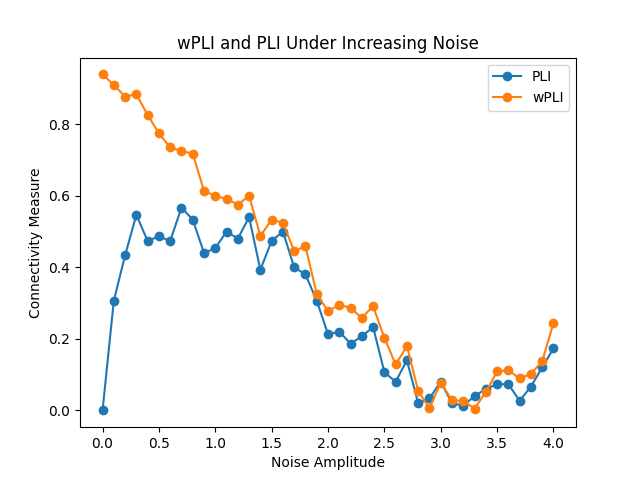 wPLI and PLI Under Increasing Noise
PLI
wPLI
Connectivity Measure
0.8
0.6
0.4
0.2
0.0
0.0 0.5 1.0 1.5 2.0 2.5 3.0 3.5 4.0
Noise Amplitude